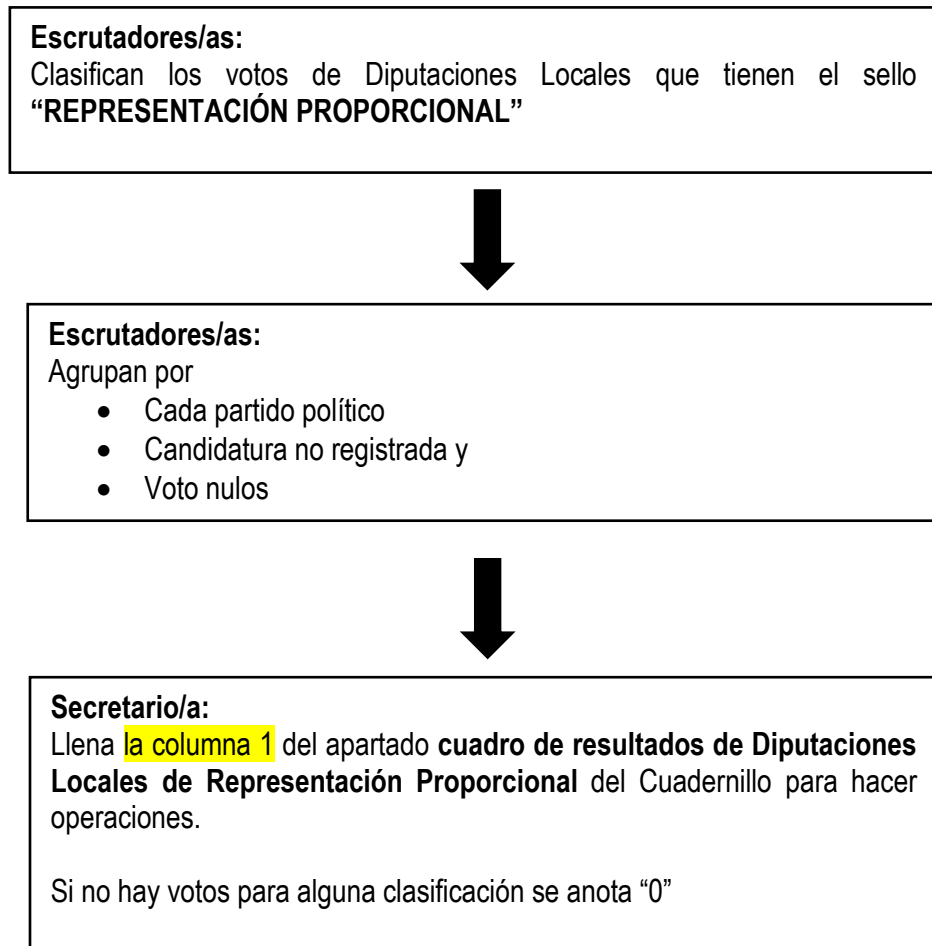 Escrutadores/as:
Clasifican los votos de Diputaciones Locales que tienen el sello
“REPRESENTACIÓN PROPORCIONAL”
Escrutadores/as:
Agrupan por
• Cada partido político
• Candidatura no registrada y
• Voto nulos
Secretario/a:
Llena la columna 1 del apartado cuadro de resultados de Diputaciones
Locales de Representación Proporcional del Cuadernillo para hacer
operaciones.
Si no hay votos para alguna clasificación se anota “0”